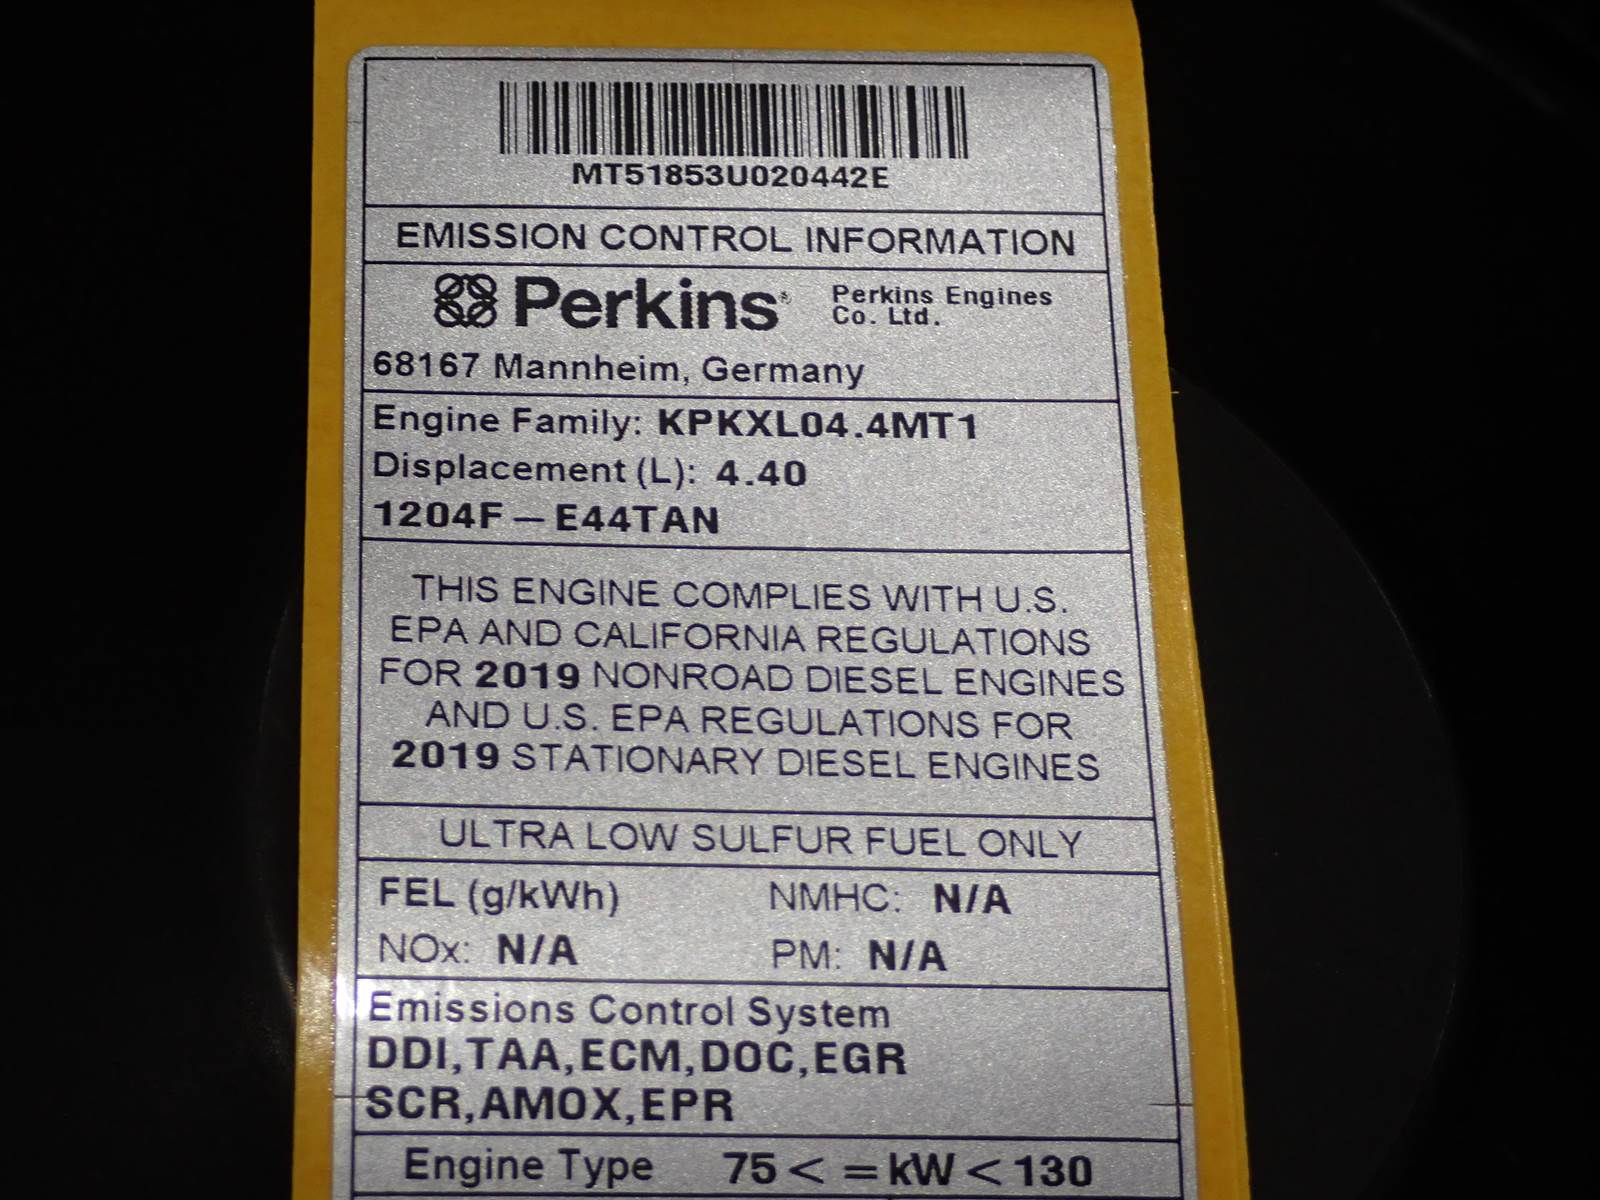 MT51853U020442E
EMISSION CONTROL INFORMATION
Perkins® Perkins Engines
Co. Ltd.
68167 Mannheim, Germany
Engine Family: KPKXL04.4MT1
Displacement (L): 4.40
1204F – E44TAN
THIS ENGINE COMPLIES WITH U.S.
EPA AND CALIFORNIA REGULATIONS
FOR 2019 NONROAD DIESEL ENGINES
AND U.S. EPA REGULATIONS FOR
2019 STATIONARY DIESEL ENGINES
ULTRA LOW SULFUR FUEL ONLY
FEL (g/kWh) NMHC: N/A
NOx: N/A PM: N/A
Emissions Control System
DDI,TAA,ECM,DOC,EGR
SCR,AMOX,EPR
Engine Type 75 < = kW < 130